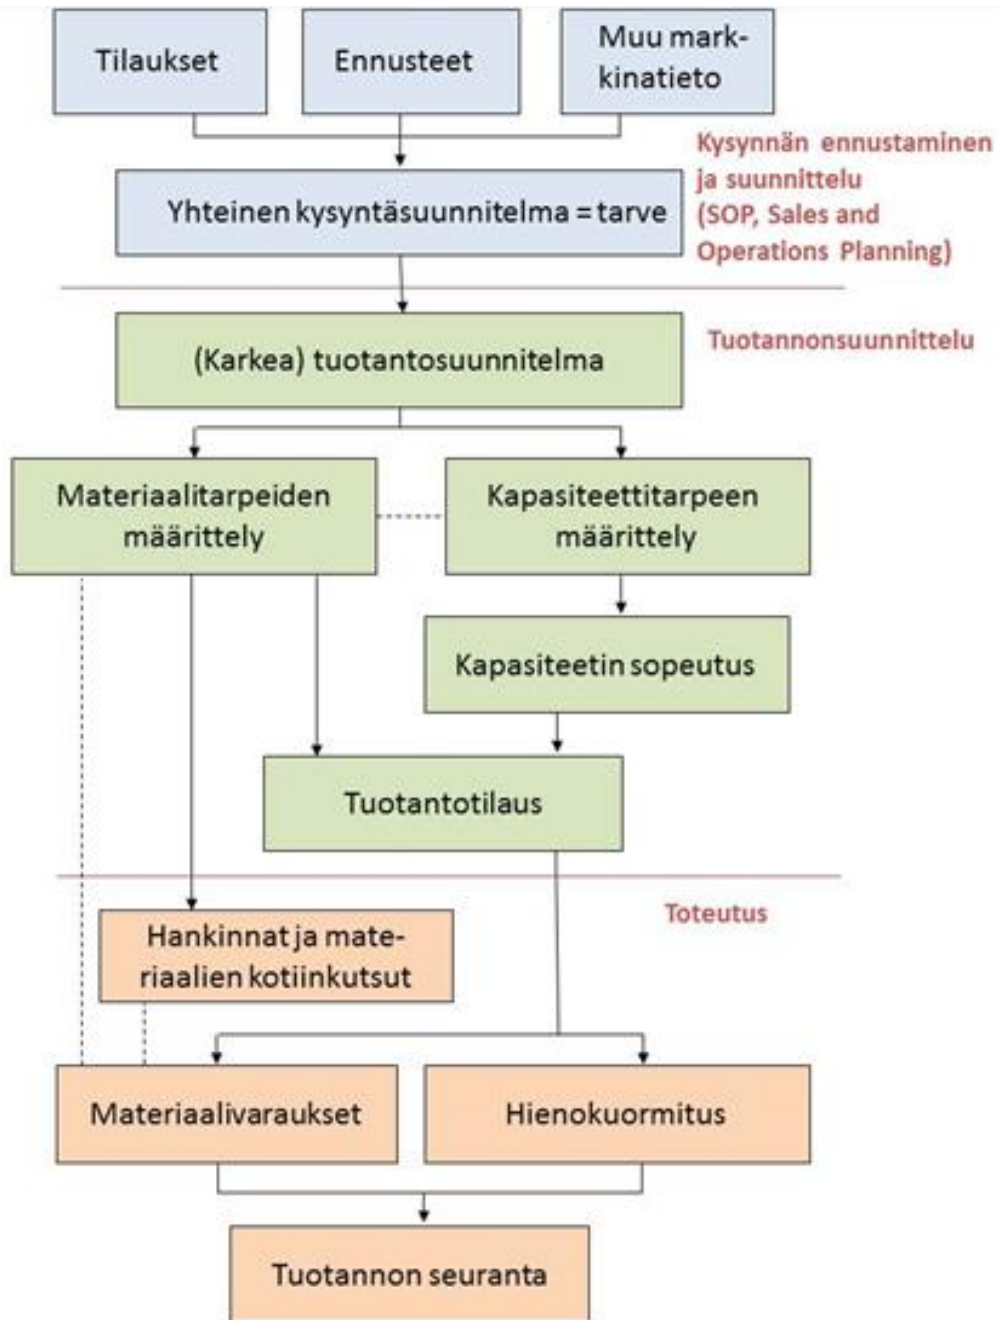 Tilaukset
Ennusteet
Muu mark-
kinatieto
Kysynnän ennustaminen
ja suunnittelu
(SOP, Sales and
Operations Planning)
Yhteinen kysyntäsuunnitelma = tarve
Tuotannonsuunnittelu
(Karkea) tuotantosuunnitelma
Materiaalitarpeiden
määrittely
Kapasiteettitarpeen
määrittely
Kapasiteetin sopeutus
Tuotantotilaus
Toteutus
Hankinnat ja mate-
riaalien kotiinkutsut
Materiaalivaraukset
Hienokuormitus
Tuotannon seuranta